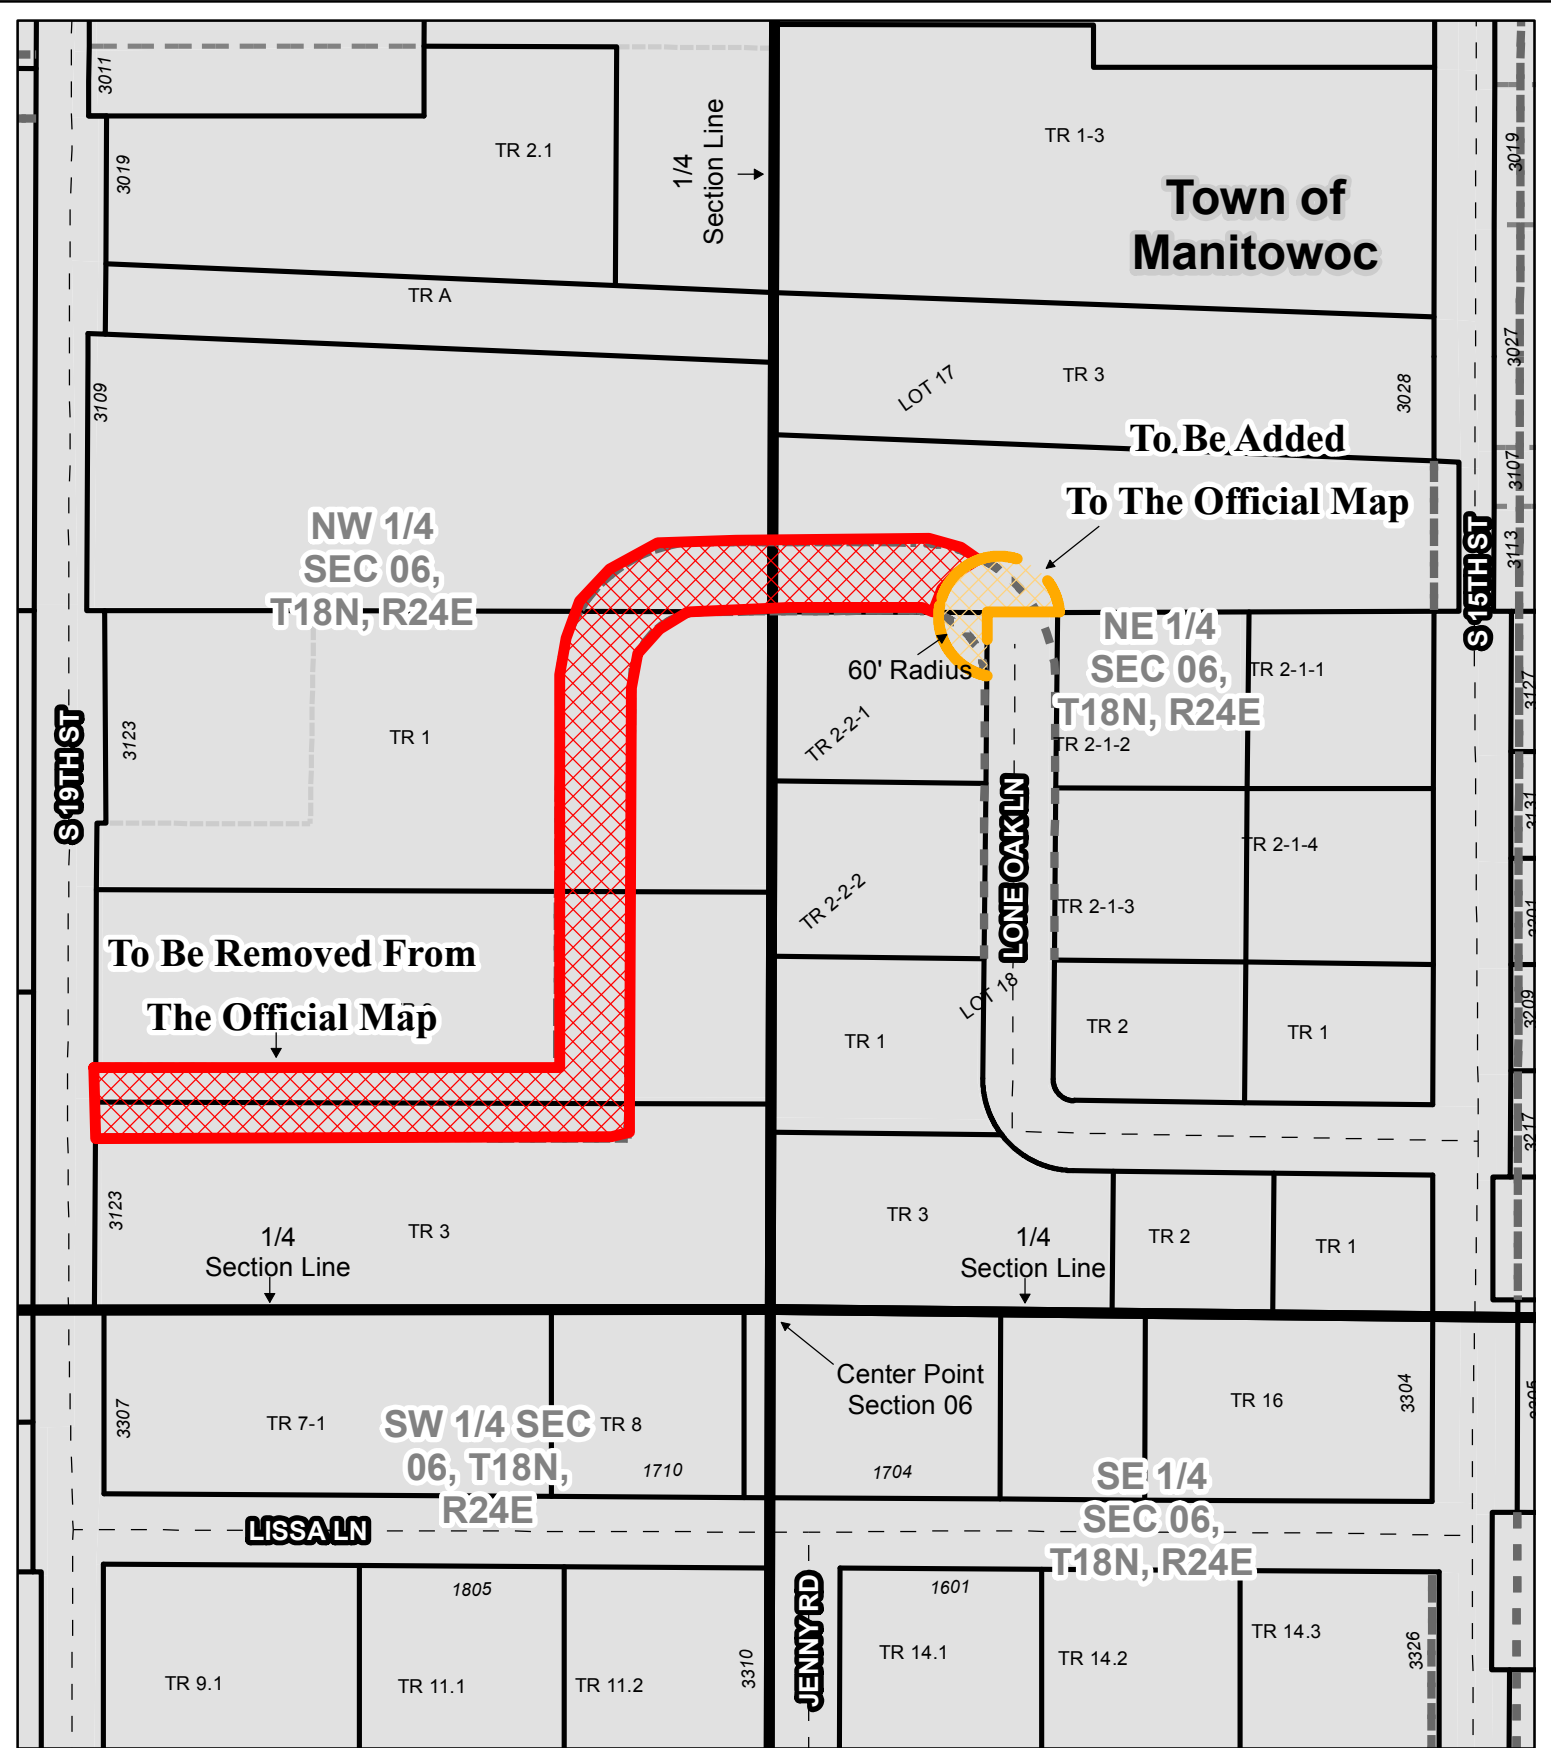 3011
3019
TR 2.1
1/4
Section Line
TR 1-3
Town of
Manitowoc
3019
TR A
3109
LOT 17
TR 3
3028
3027
To Be Added
To The Official Map
3107
3113
S 15TH ST
NW 1/4
SEC 06,
T18N, R24E
NE 1/4
SEC 06,
T18N, R24E
60' Radius
TR 2-1-1
3127
S 19TH ST
3123
TR 1
TR 2-2-1
TR 2-1-2
3131
LONE OAK LN
TR 2-1-4
TR 2-2-2
TR 2-1-3
3201
To Be Removed From
The Official Map
LOT 18
TR 1
TR 2
TR 1
3209
3217
3123
TR 3
1/4
Section Line
TR 3
1/4
Section Line
TR 2
TR 1
Center Point
Section 06
3307
TR 7-1
SW 1/4 SEC
06, T18N,
R24E
TR 8
1710
1704
TR 16
3304
SE 1/4
SEC 06,
T18N, R24E
LISSA LN
1805
1601
JENNY RD
TR 9.1
TR 11.1
TR 11.2
3310
TR 14.1
TR 14.2
TR 14.3
3326